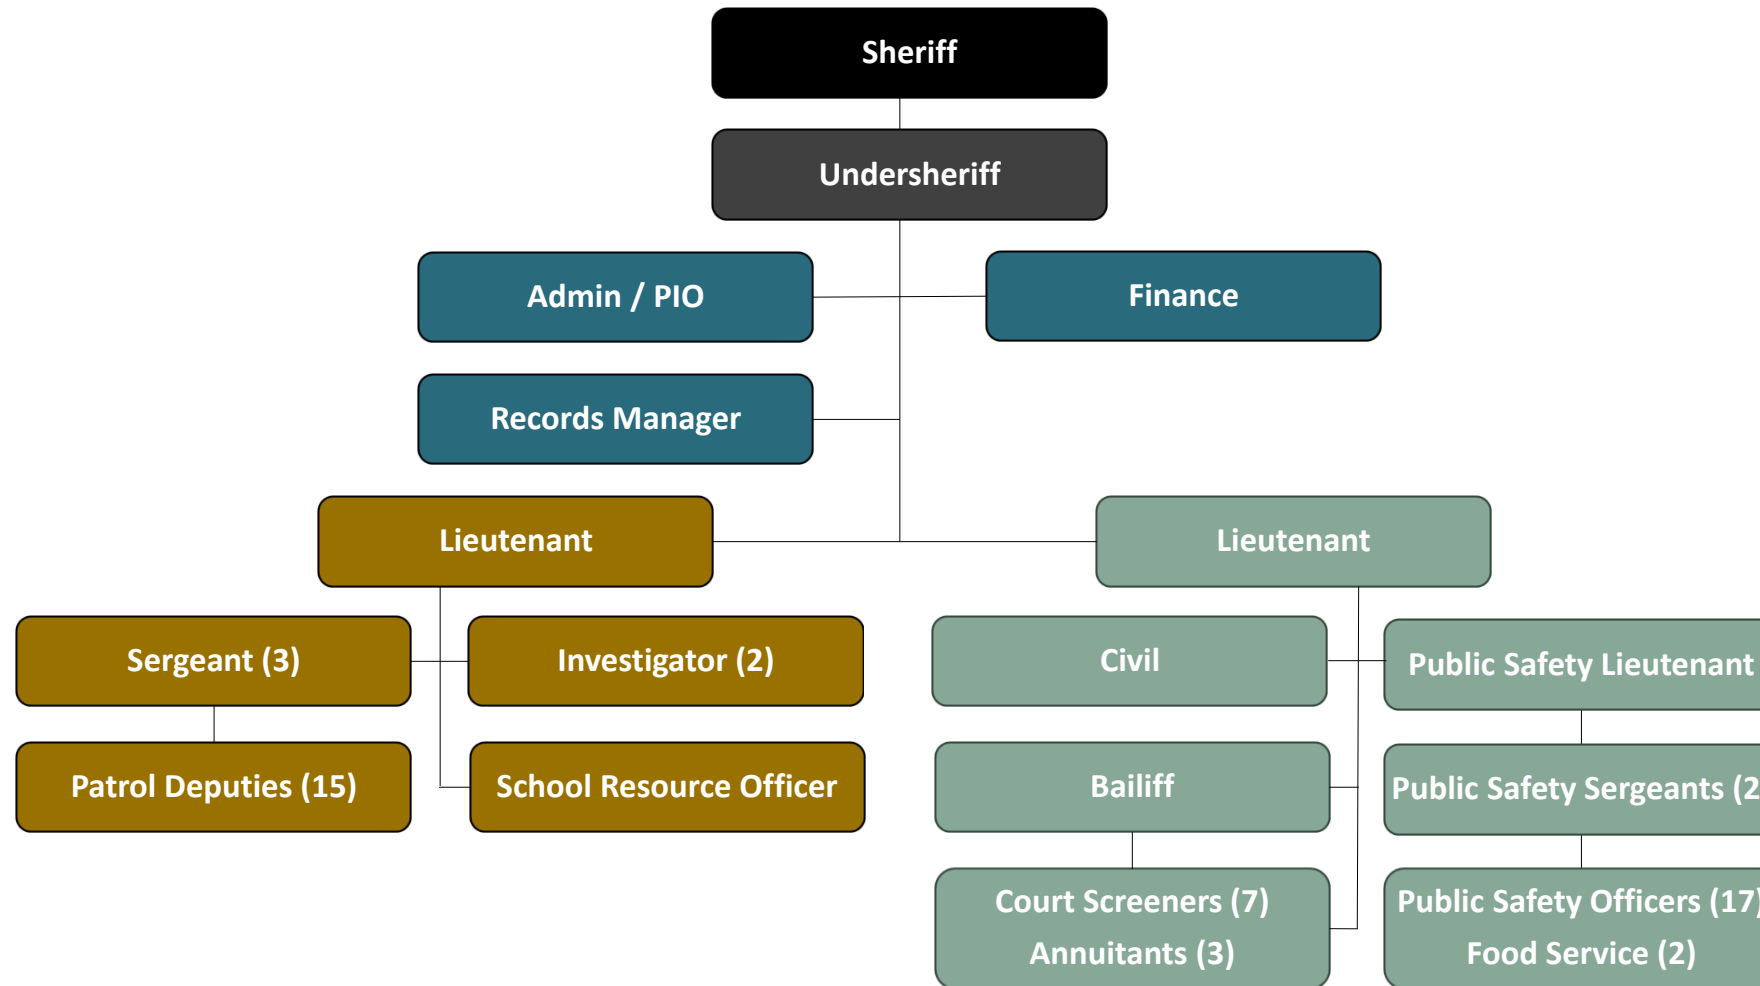 Sheriff
Undersheriff
Admin / PIO
Finance
Records Manager
Lieutenant
Lieutenant
Sergeant (3)
Investigator (2)
Civil
Public Safety Lieutenant
Patrol Deputies (15)
School Resource Officer
Bailiff
Public Safety Sergeants (2
Court Screeners (7)
Annuitants (3)
Public Safety Officers (17)
Food Service (2)